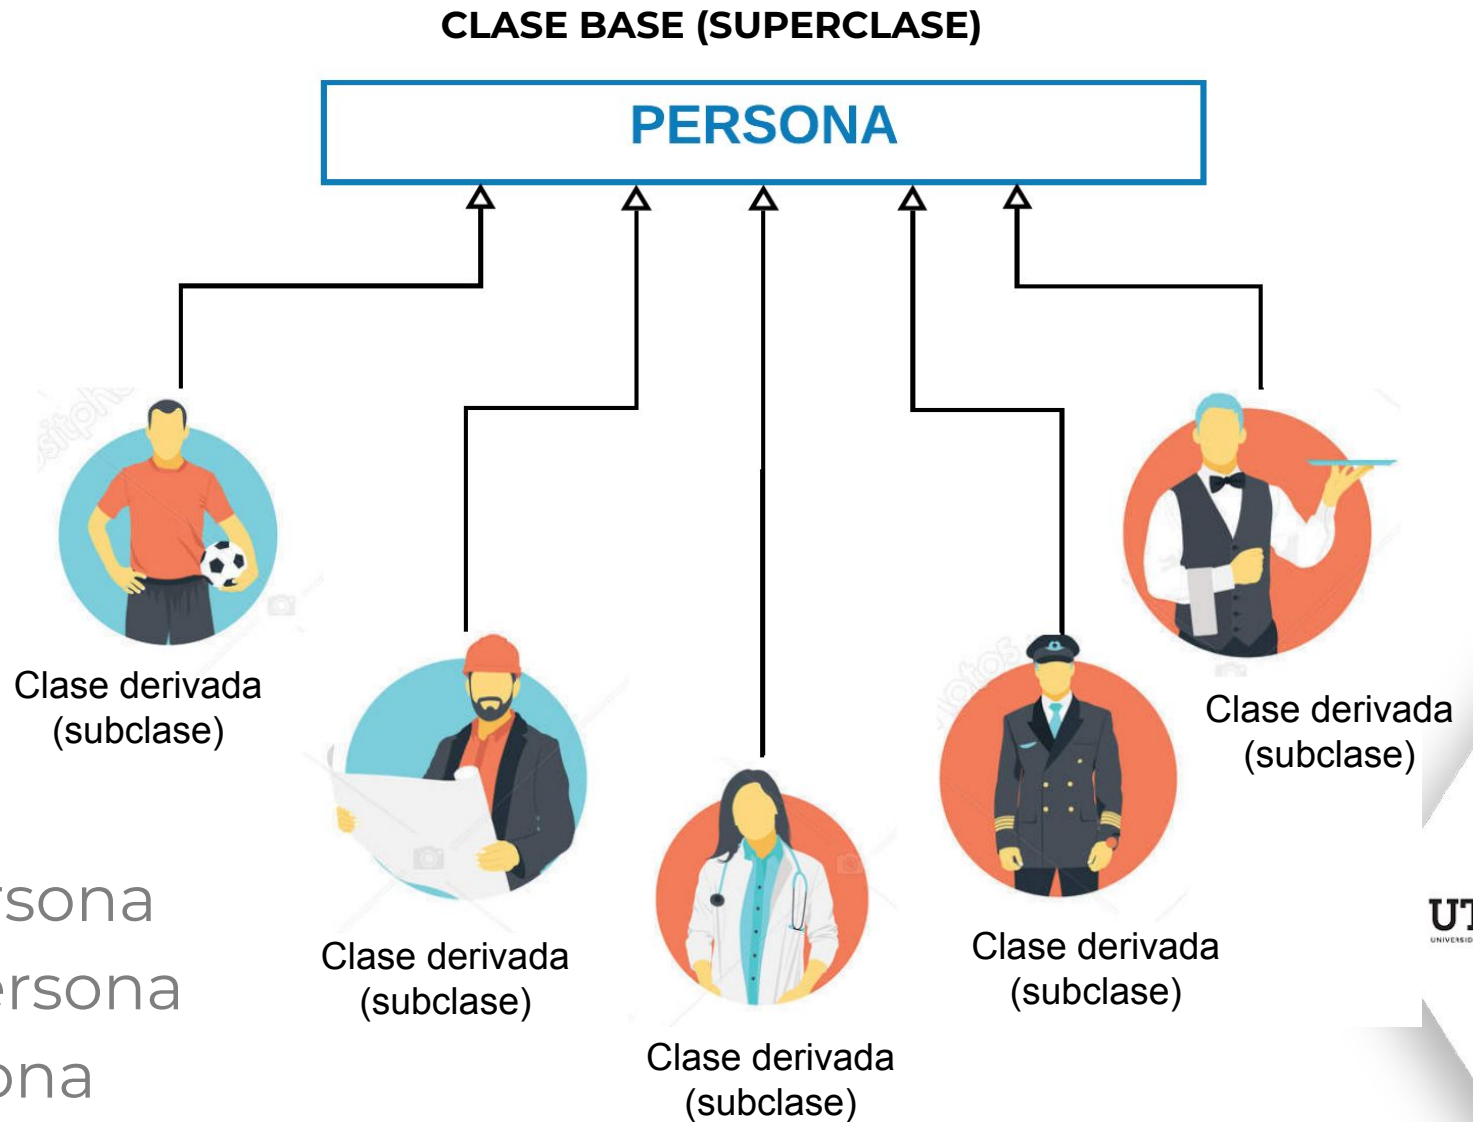 CLASE BASE (SUPERCLASE)
PERSONA
Clase derivada
(subclase)
Clase derivada
(subclase)
Clase derivada
(subclase)
Clase derivada
(subclase)
Clase derivada
(subclase)
rsona
ersona
ona
UT